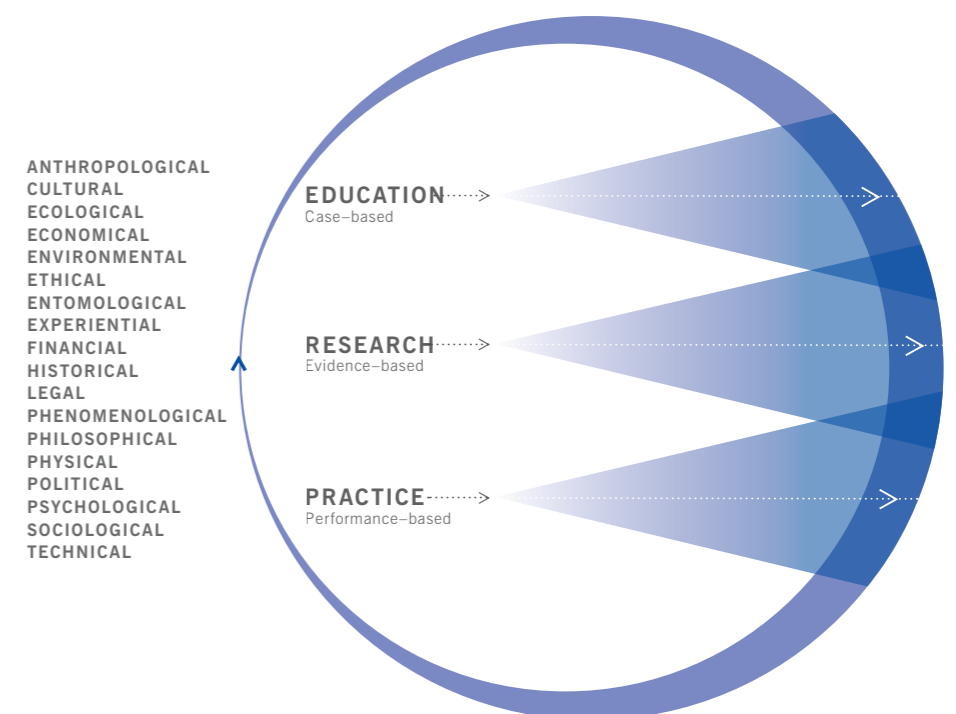 ANTHROPOLOGICAL
CULTURAL
ECOLOGICAL
ECONOMICAL
ENVIRONMENTAL
ETHICAL
ENTOMOLOGICAL
EXPERIENTIAL
FINANCIAL
HISTORICAL
LEGAL
PHENOMENOLOGICAL
PHILOSOPHICAL
PHYSICAL
POLITICAL
PSYCHOLOGICAL
SOCIOLOGICAL
TECHNICAL
EDUCATION
Case–based
RESEARCH
Evidence–based
PRACTICE
Performance–based